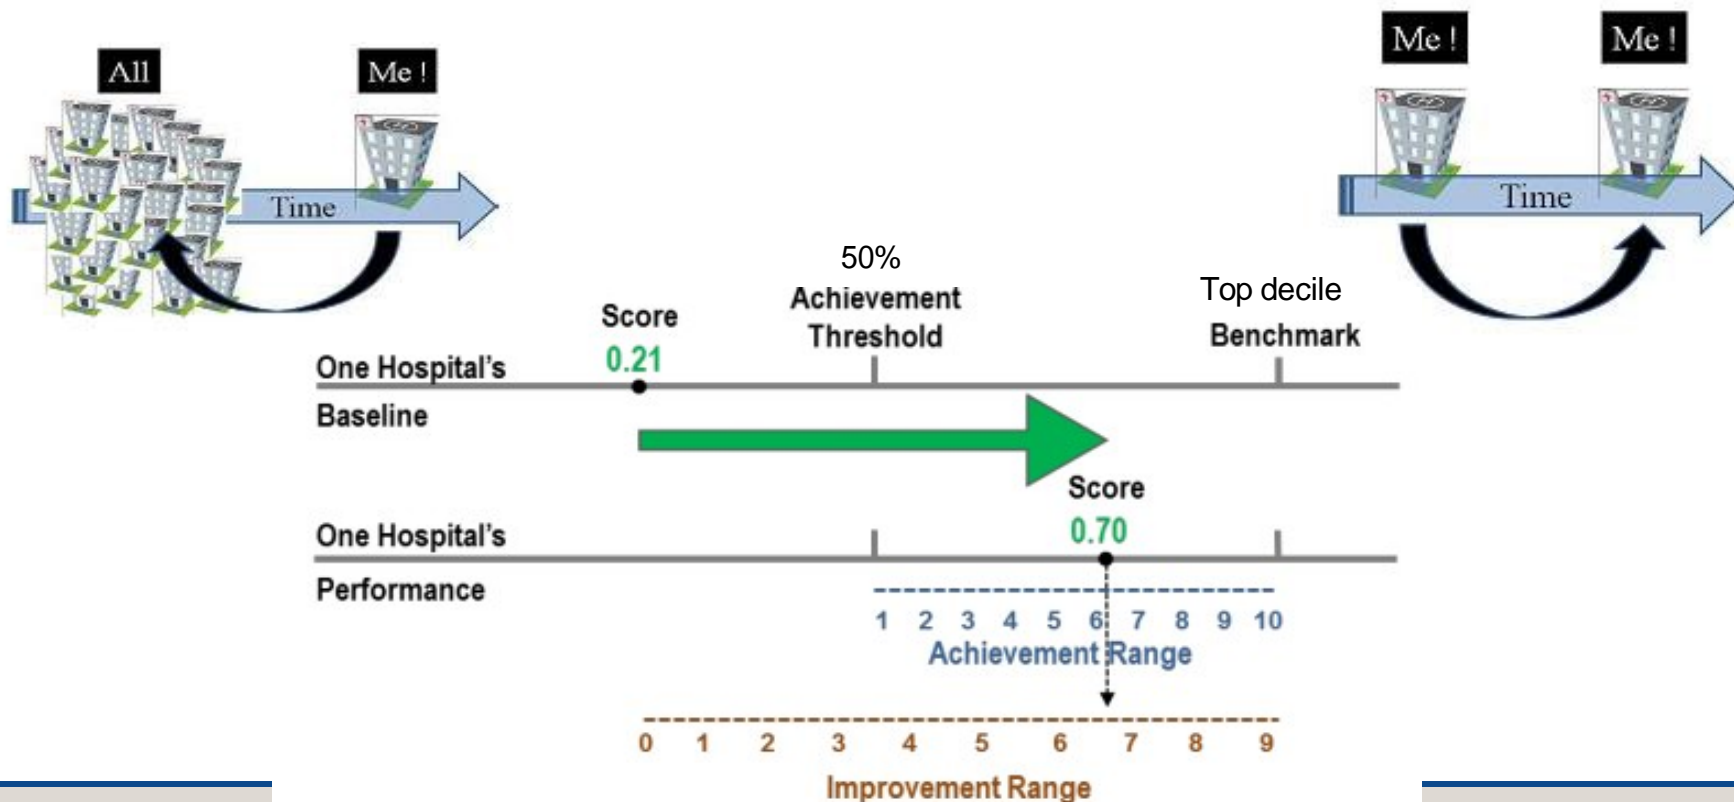 All
Me !
Time
Me !
Me !
Time
50%
Achievement
Threshold
Top decile
Benchmark
Score
0.21
One Hospital's
Baseline
Score
0.70
One Hospital's
Performance
1 2 3 4 5 6 7 8 9 10
Achievement Range
0 1 2 3 4 5 6 7 8 9
Improvement Range